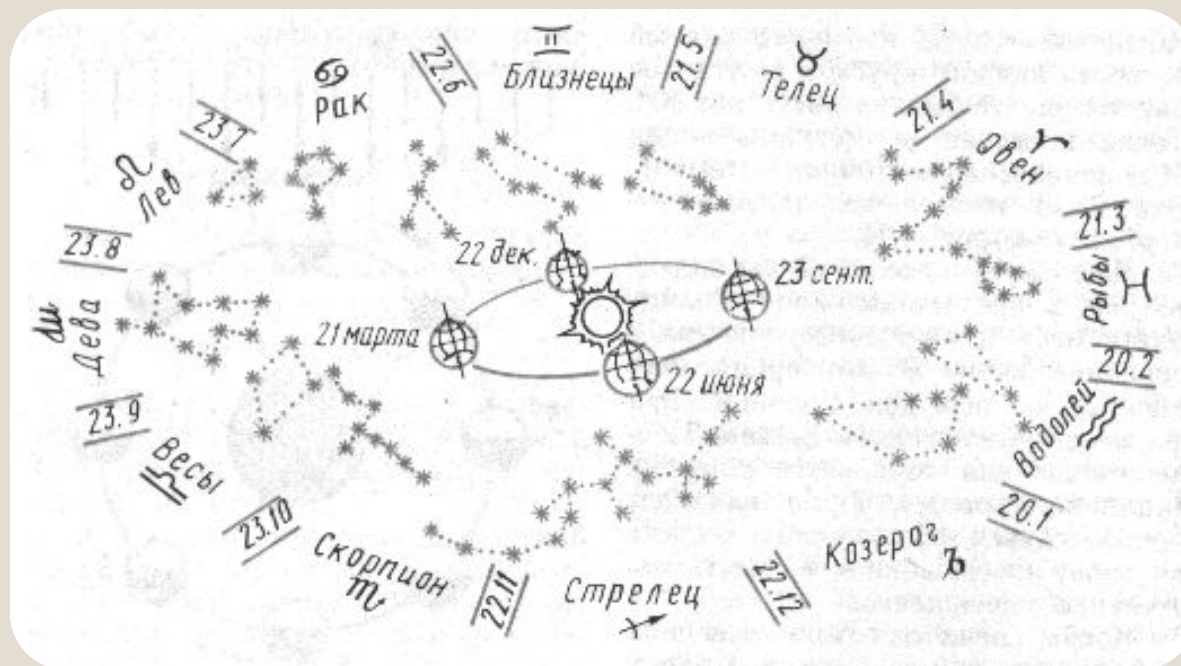 22.6
Близнецы
21.5
Телец
21.4
Овен
21.3
Рыбы
20.2
Водолей
20.1
Козерог
22.12
Стрелец
22.11
Скорпион
23.10
Весы
23.9
Дева
23.8
Лев
23.7
рак
22 дек.
23 сент.
21 марта
22 июня